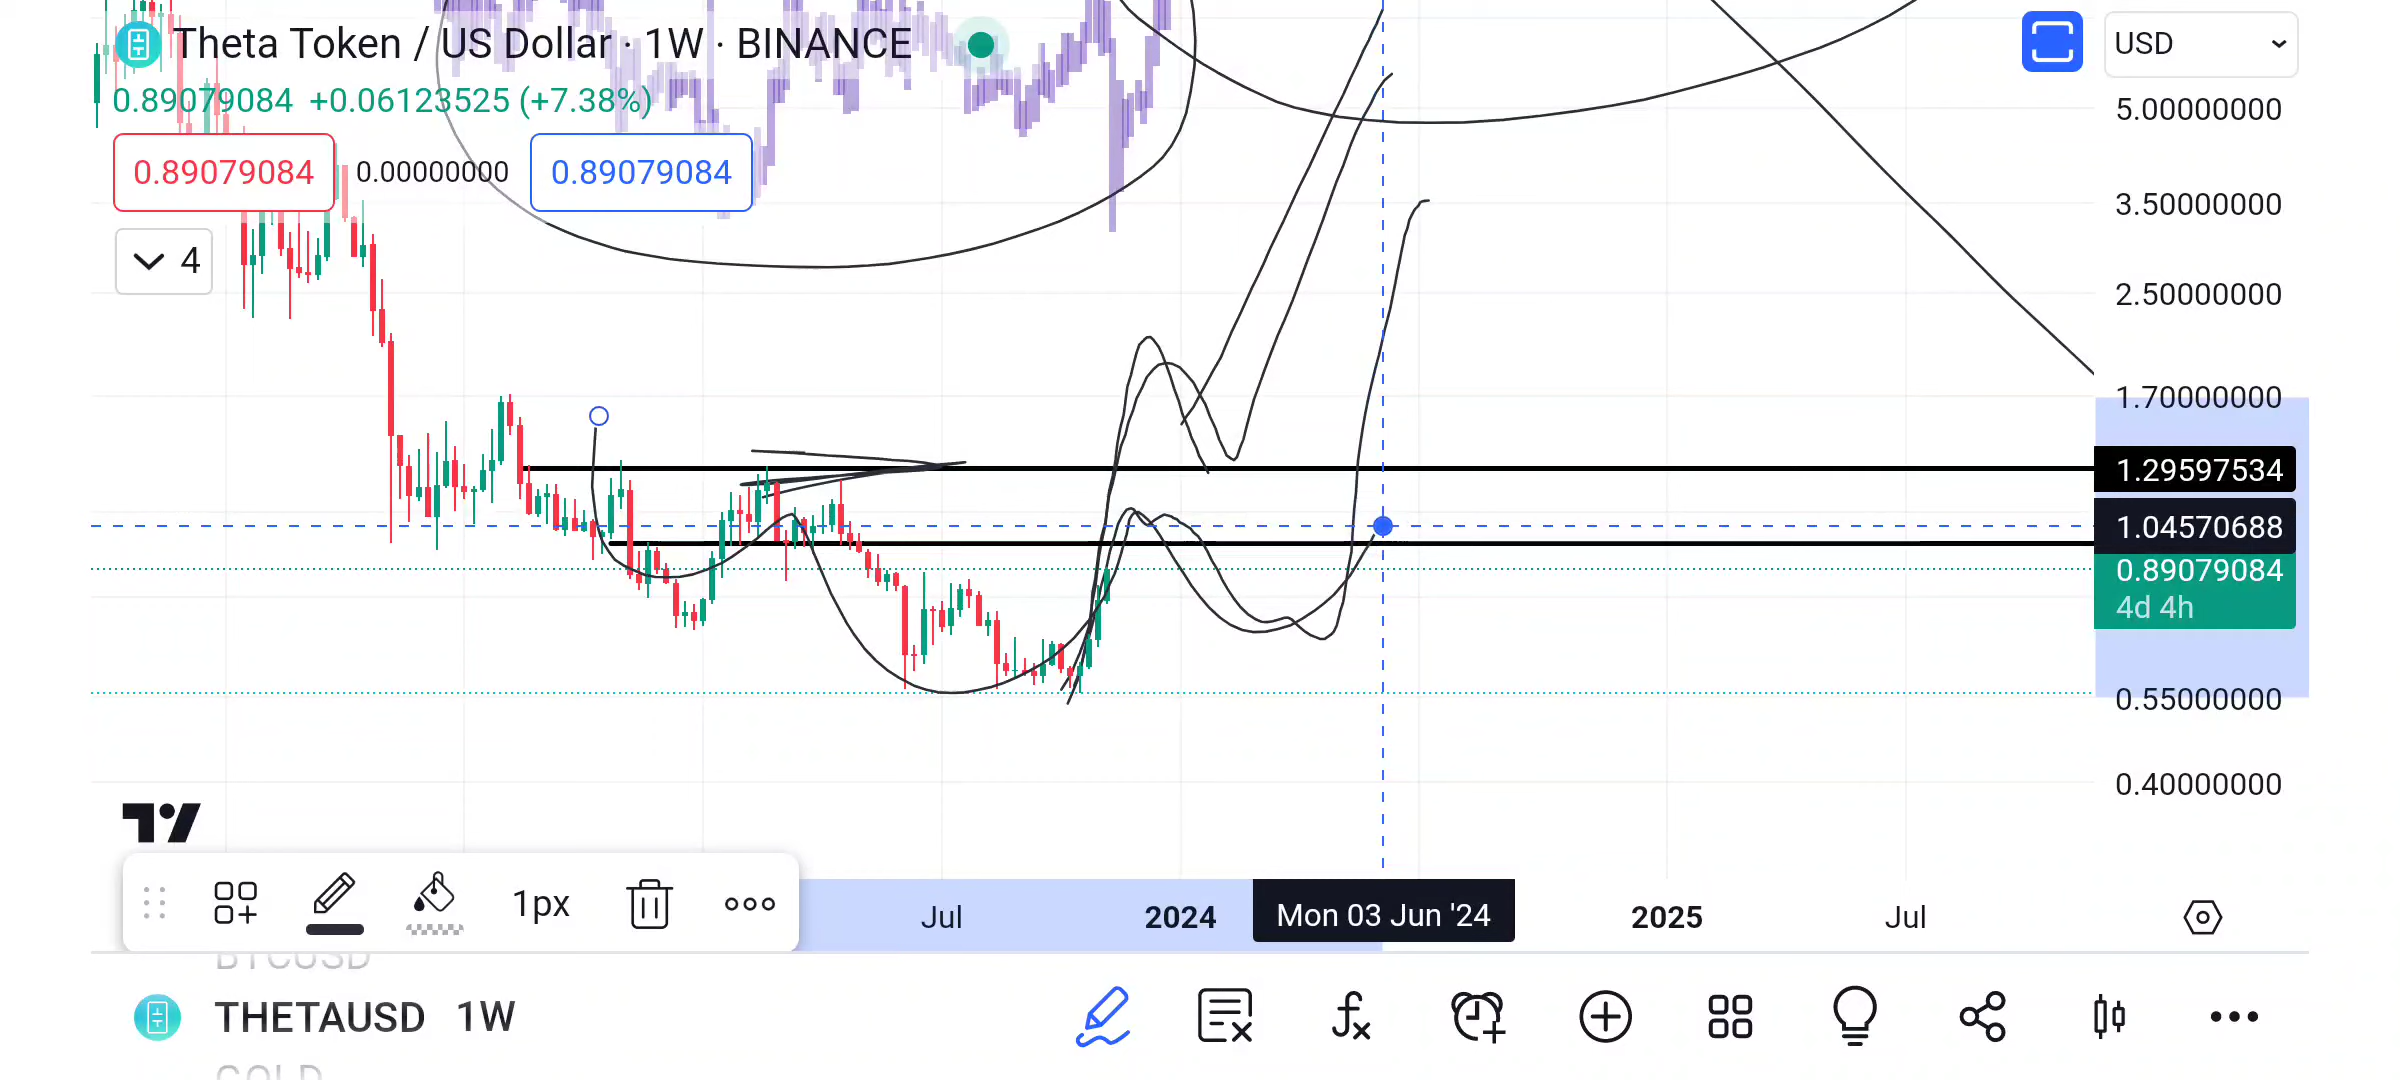 Theta Token / US Dollar · 1W · BINANCE
USD
0.89079084 +0.06123525 (+7.38%)
0.89079084 0.00000000 0.89079084
4
5.00000000
3.50000000
2.50000000
1.70000000
1.29597534
1.04570688
0.89079084
4d 4h
0.55000000
0.40000000
1px
Jul 2024 Mon 03 Jun '24 2025 Jul
BTCUSD
THETAUSD 1W
GOLD